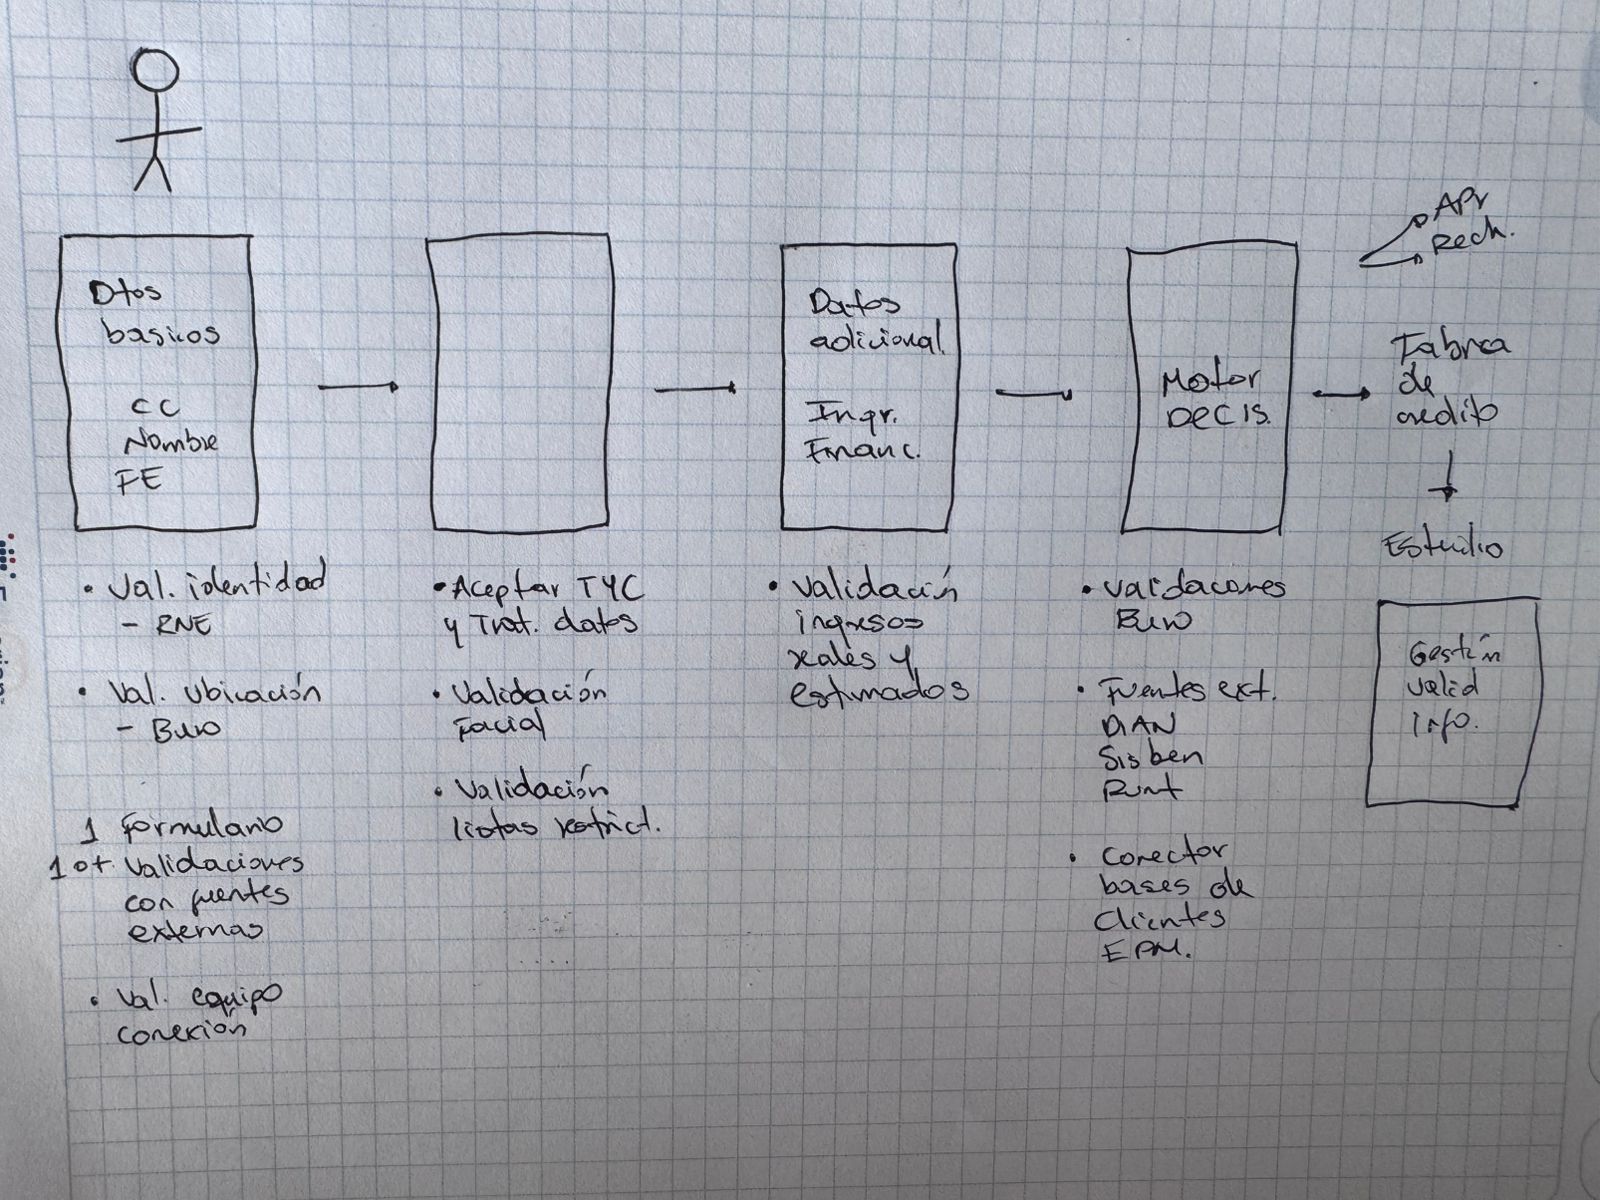 Dtos
basicos
CC
Nombre
FE
• Val. identidad
- RNE
• Val. ubicación
- Buro
1 Formulario
1 o + Validaciones
con fuentes
externas
• Val. equipo
conexión
• Aceptar TYC
y Trat. datos
• Validación
Facial
• Validación
listas restrict.
Datos
adicional.
Ingr.
Financ.
• Validación
ingresos
reales y
estimados
Motor
DECIS.
• Validaciones
Buro
• Fuentes ext.
DIAN
Sisben
Runt
• Conector
bases de
Clientes
EPM.
Apr
Rech.
Fabrica
de
credito
Estudio
Gestión
valid
info.